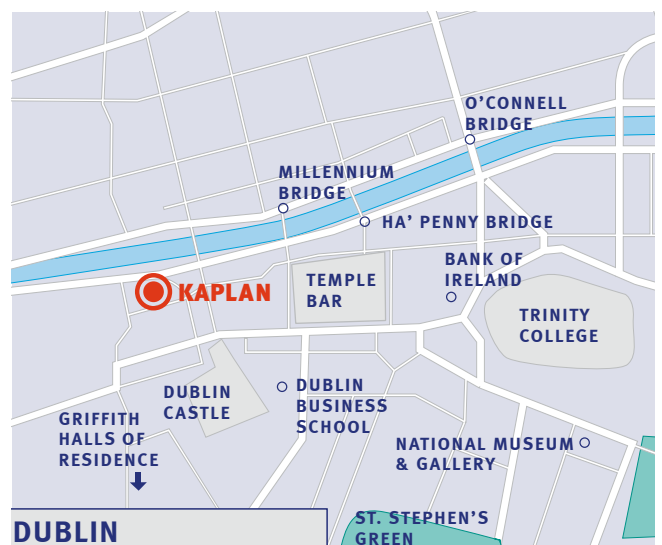 O'CONNELL
BRIDGE
MILLENNIUM
BRIDGE
HA' PENNY BRIDGE
BANK OF
IRELAND
TEMPLE
BAR
KAPLAN
TRINITY
COLLEGE
DUBLIN
CASTLE
DUBLIN
BUSINESS
SCHOOL
GRIFFITH
HALLS OF
RESIDENCE
NATIONAL MUSEUM
& GALLERY
ST. STEPHEN'S
GREEN
DUBLIN